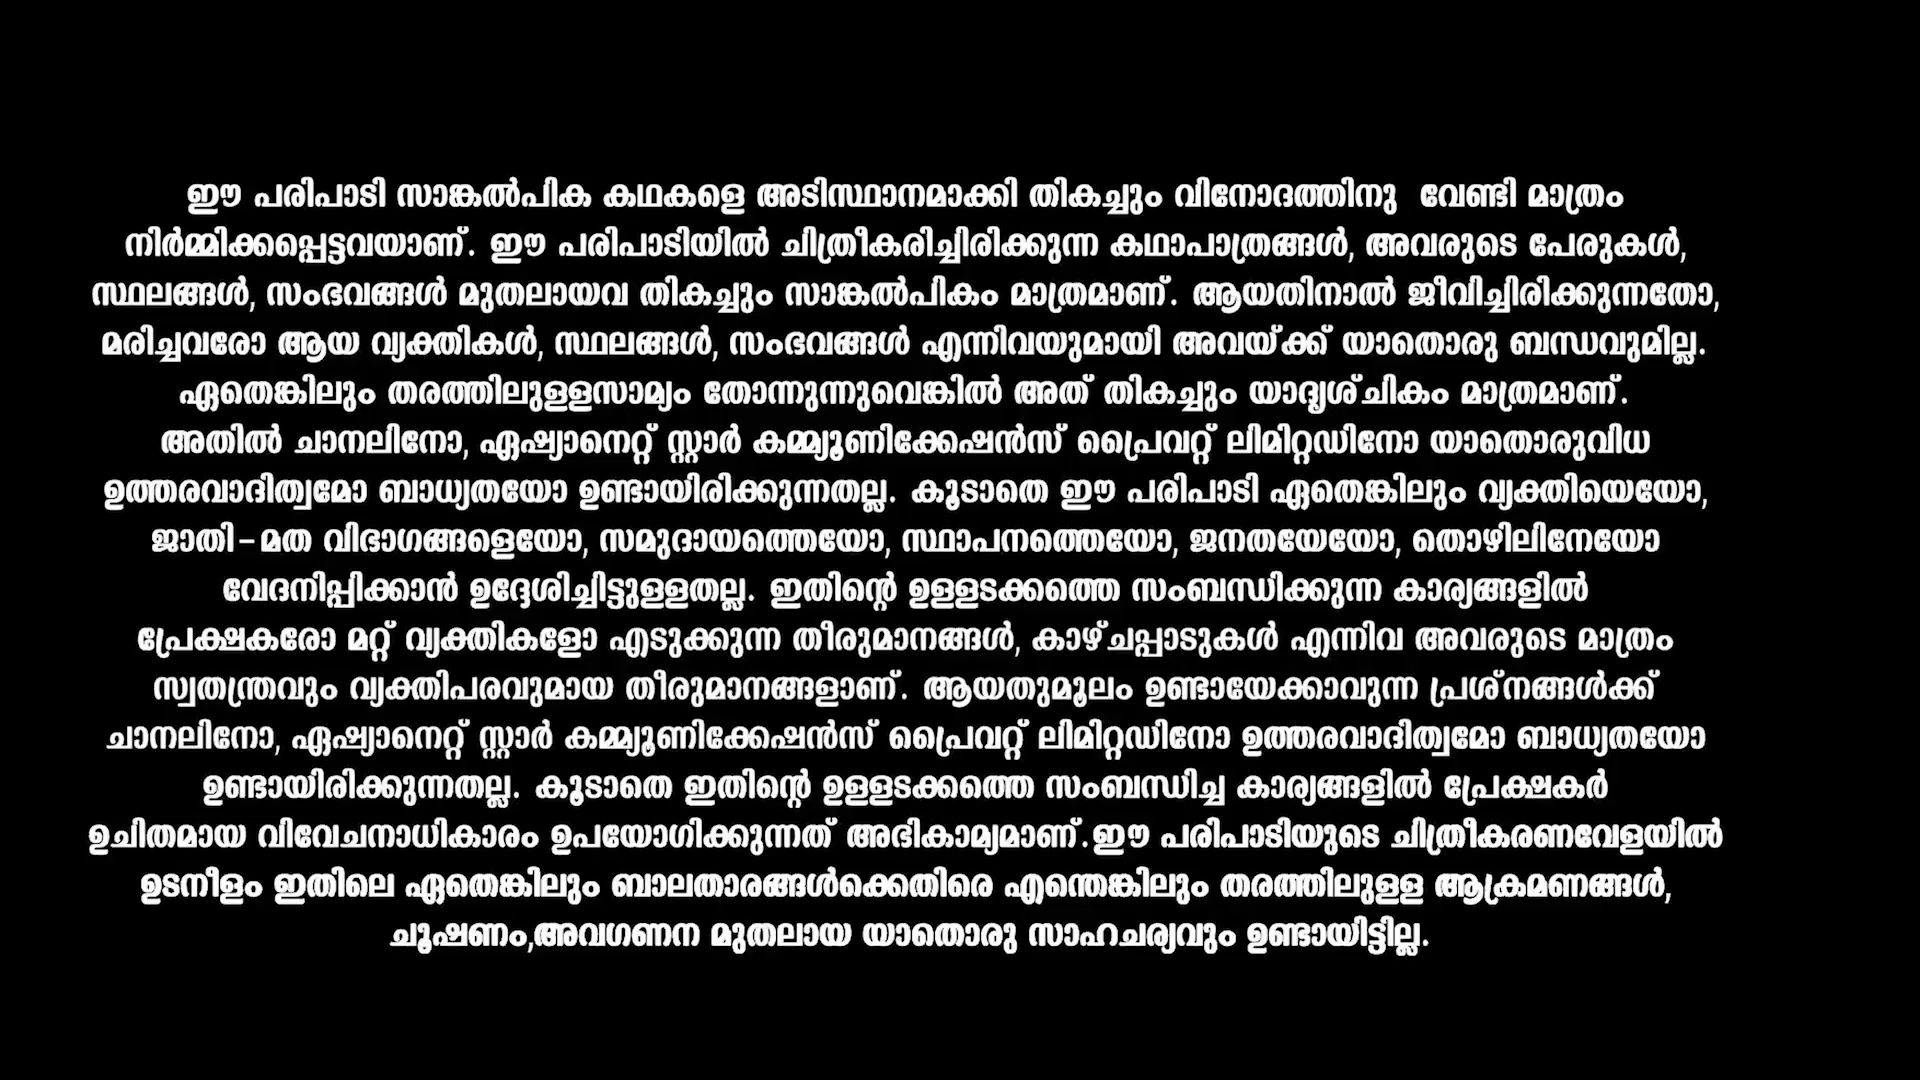 ഈ പരിപാടി സാങ്കൽപിക കഥകളെ അടിസ്ഥാനമാക്കി തികച്ചും വിനോദത്തിനു വേണ്ടി മാത്രം
നിർമ്മിക്കപ്പെട്ടവയാണ്. ഈ പരിപാടിയിൽ ചിത്രീകരിച്ചിരിക്കുന്ന കഥാപാത്രങ്ങൾ, അവരുടെ പേരുകൾ,
സ്ഥലങ്ങൾ, സംഭവങ്ങൾ മുതലായവ തികച്ചും സാങ്കൽപികം മാത്രമാണ്. ആയതിനാൽ ജീവിച്ചിരിക്കുന്നതോ,
മരിച്ചവരോ ആയ വ്യക്തികൾ, സ്ഥലങ്ങൾ, സംഭവങ്ങൾ എന്നിവയുമായി അവയ്ക്ക് യാതൊരു ബന്ധവുമില്ല.
ഏതെങ്കിലും തരത്തിലുളളസാമ്യം തോന്നുന്നുവെങ്കിൽ അത് തികച്ചും യാദൃശ്ചികം മാത്രമാണ്.
അതിൽ ചാനലിനോ, ഏഷ്യാനെറ്റ് സ്റ്റാർ കമ്മ്യൂണിക്കേഷൻസ് പ്രൈവറ്റ് ലിമിറ്റഡിനോ യാതൊരുവിധ
ഉത്തരവാദിത്വമോ ബാധ്യതയോ ഉണ്ടായിരിക്കുന്നതല്ല. കൂടാതെ ഈ പരിപാടി ഏതെങ്കിലും വ്യക്തിയെയോ,
ജാതി-മത വിഭാഗങ്ങളെയോ, സമുദായത്തെയോ, സ്ഥാപനത്തെയോ, ജനതയേയോ, തൊഴിലിനേയോ
വേദനിപ്പിക്കാൻ ഉദ്ദേശിച്ചിട്ടുളളതല്ല. ഇതിന്റെ ഉളളടക്കത്തെ സംബന്ധിക്കുന്ന കാര്യങ്ങളിൽ
പ്രേക്ഷകരോ മറ്റ് വ്യക്തികളോ എടുക്കുന്ന തീരുമാനങ്ങൾ, കാഴ്ചപ്പാടുകൾ എന്നിവ അവരുടെ മാത്രം
സ്വതന്ത്രവും വ്യക്തിപരവുമായ തീരുമാനങ്ങളാണ്. ആയതുമൂലം ഉണ്ടായേക്കാവുന്ന പ്രശ്നങ്ങൾക്ക്
ചാനലിനോ, ഏഷ്യാനെറ്റ് സ്റ്റാർ കമ്മ്യൂണിക്കേഷൻസ് പ്രൈവറ്റ് ലിമിറ്റഡിനോ ഉത്തരവാദിത്വമോ ബാധ്യതയോ
ഉണ്ടായിരിക്കുന്നതല്ല. കൂടാതെ ഇതിന്റെ ഉളളടക്കത്തെ സംബന്ധിച്ച കാര്യങ്ങളിൽ പ്രേക്ഷകർ
ഉചിതമായ വിവേചനാധികാരം ഉപയോഗിക്കുന്നത് അഭികാമ്യമാണ്.ഈ പരിപാടിയുടെ ചിത്രീകരണവേളയിൽ
ഉടനീളം ഇതിലെ ഏതെങ്കിലും ബാലതാരങ്ങൾക്കെതിരെ എന്തെങ്കിലും തരത്തിലുളള ആക്രമണങ്ങൾ,
ചൂഷണം,അവഗണന മുതലായ യാതൊരു സാഹചര്യവും ഉണ്ടായിട്ടില്ല.